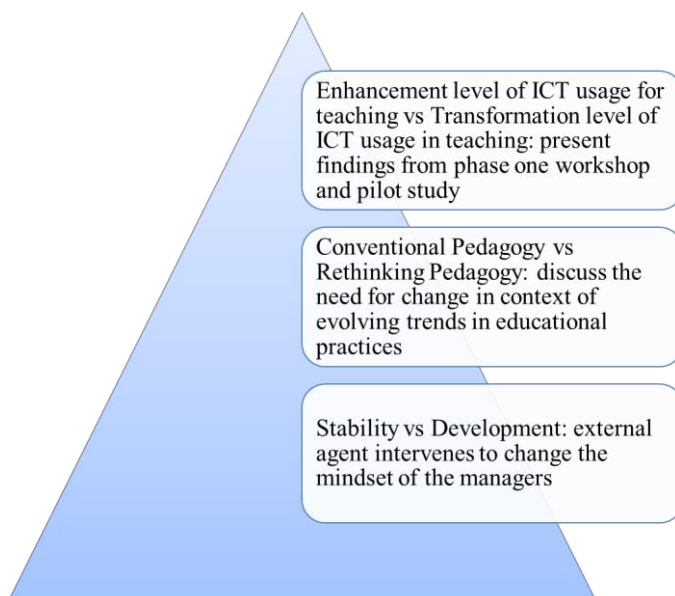 Enhancement level of ICT usage for
teaching vs Transformation level of
ICT usage in teaching: present
findings from phase one workshop
and pilot study
Conventional Pedagogy vs
Rethinking Pedagogy: discuss the
need for change in context of
evolving trends in educational
practices
Stability vs Development: external
agent intervenes to change the
mindset of the managers